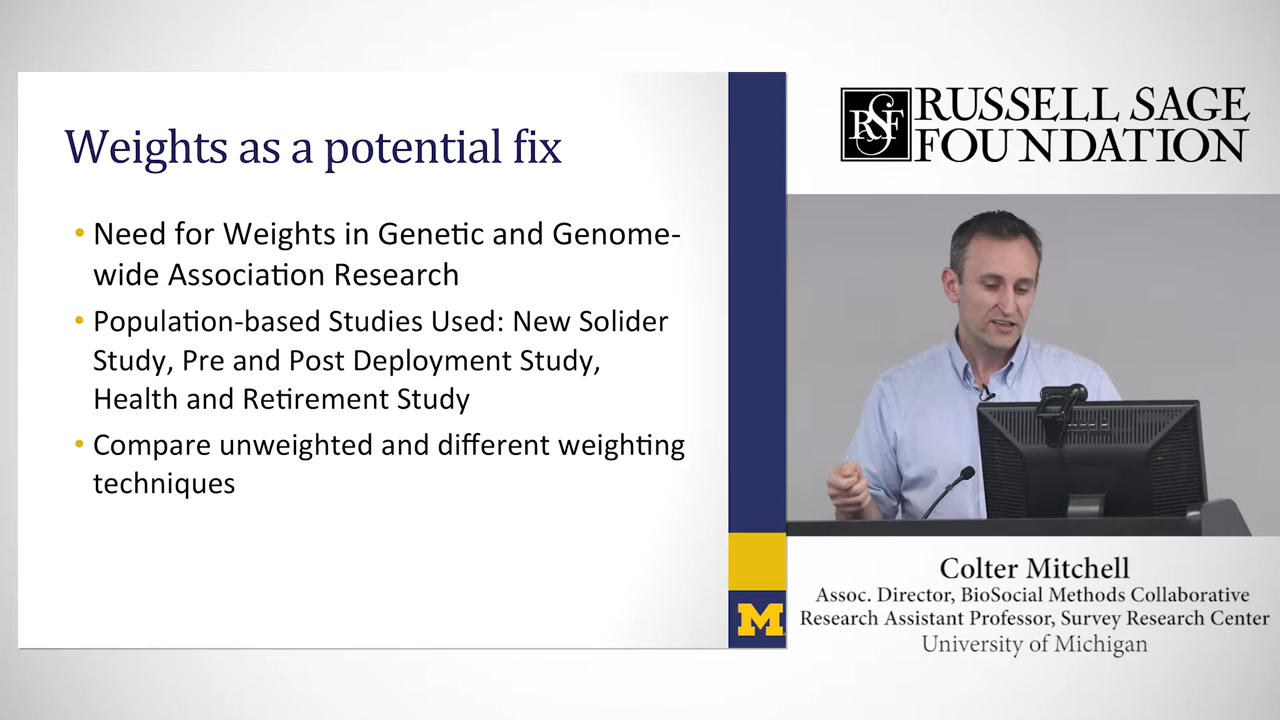 Weights as a potential fix
• Need for Weights in Genetic and Genome-
wide Association Research
• Population-based Studies Used: New Solider
Study, Pre and Post Deployment Study,
Health and Retirement Study
• Compare unweighted and different weighting
techniques
M
RSF
RUSSELL SAGE
FOUNDATION
Colter Mitchell
Assoc. Director, BioSocial Methods Collaborative
Research Assistant Professor, Survey Research Center
University of Michigan